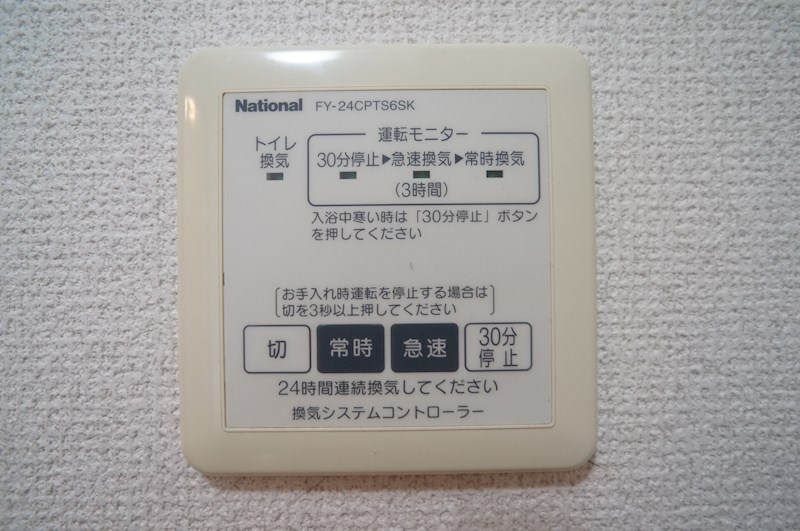 National FY-24CPTS6SK
運転モニター
トイレ
換気
30分停止▶急速換気▶常時換気
(3時間)
入浴中寒い時は「30分停止」ボタン
を押してください
お手入れ時運転を停止する場合は
切を3秒以上押してください
切 常時 急速 30分
停止
24時間連続換気してください
換気システムコントローラー